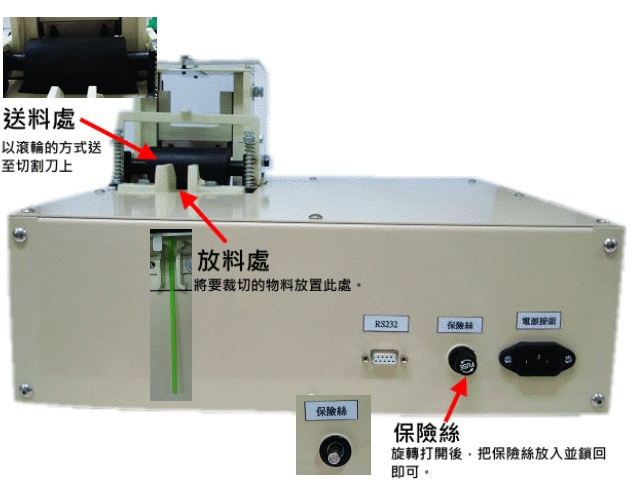 送料處
以滾輪的方式送
至切割刀上
放料處
將要裁切的物料放置此處。
RS232
保險絲
電源接頭
FUSE
保險絲
保險絲
旋轉打開後，把保險絲放入並鎖回
即可。